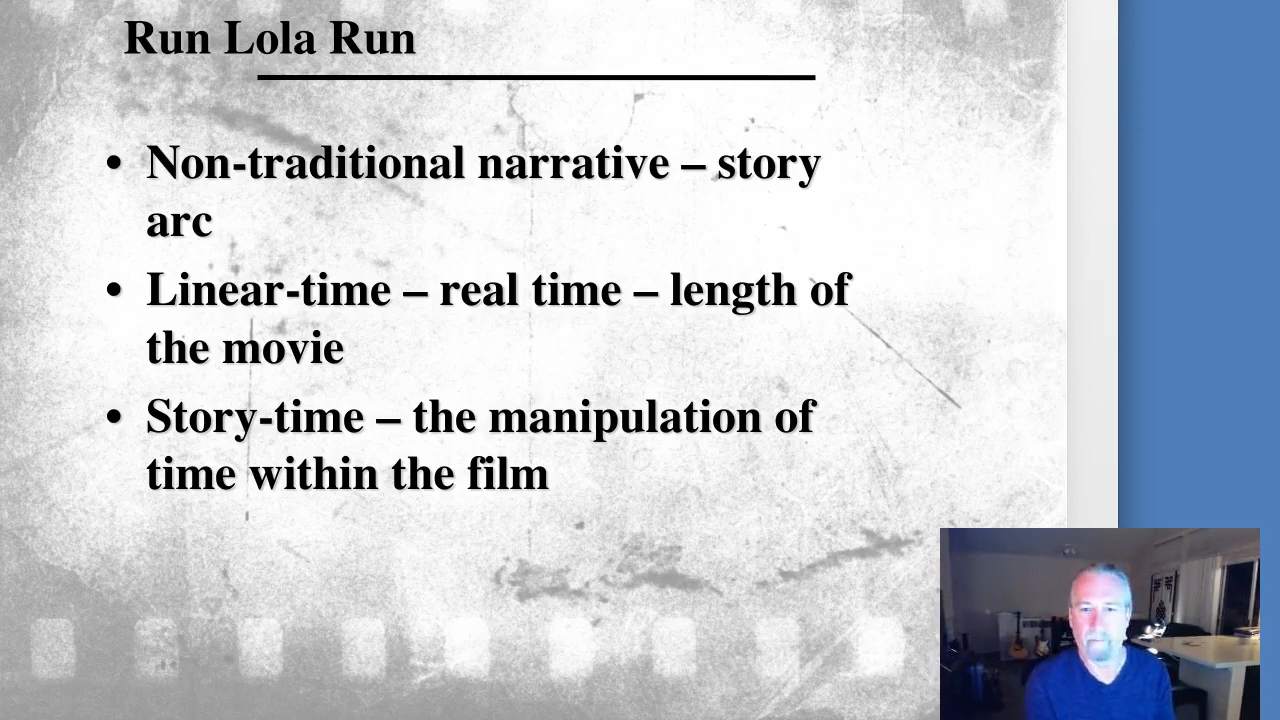 Run Lola Run
• Non-traditional narrative – story
arc
• Linear-time – real time – length of
the movie
• Story-time – the manipulation of
time within the film